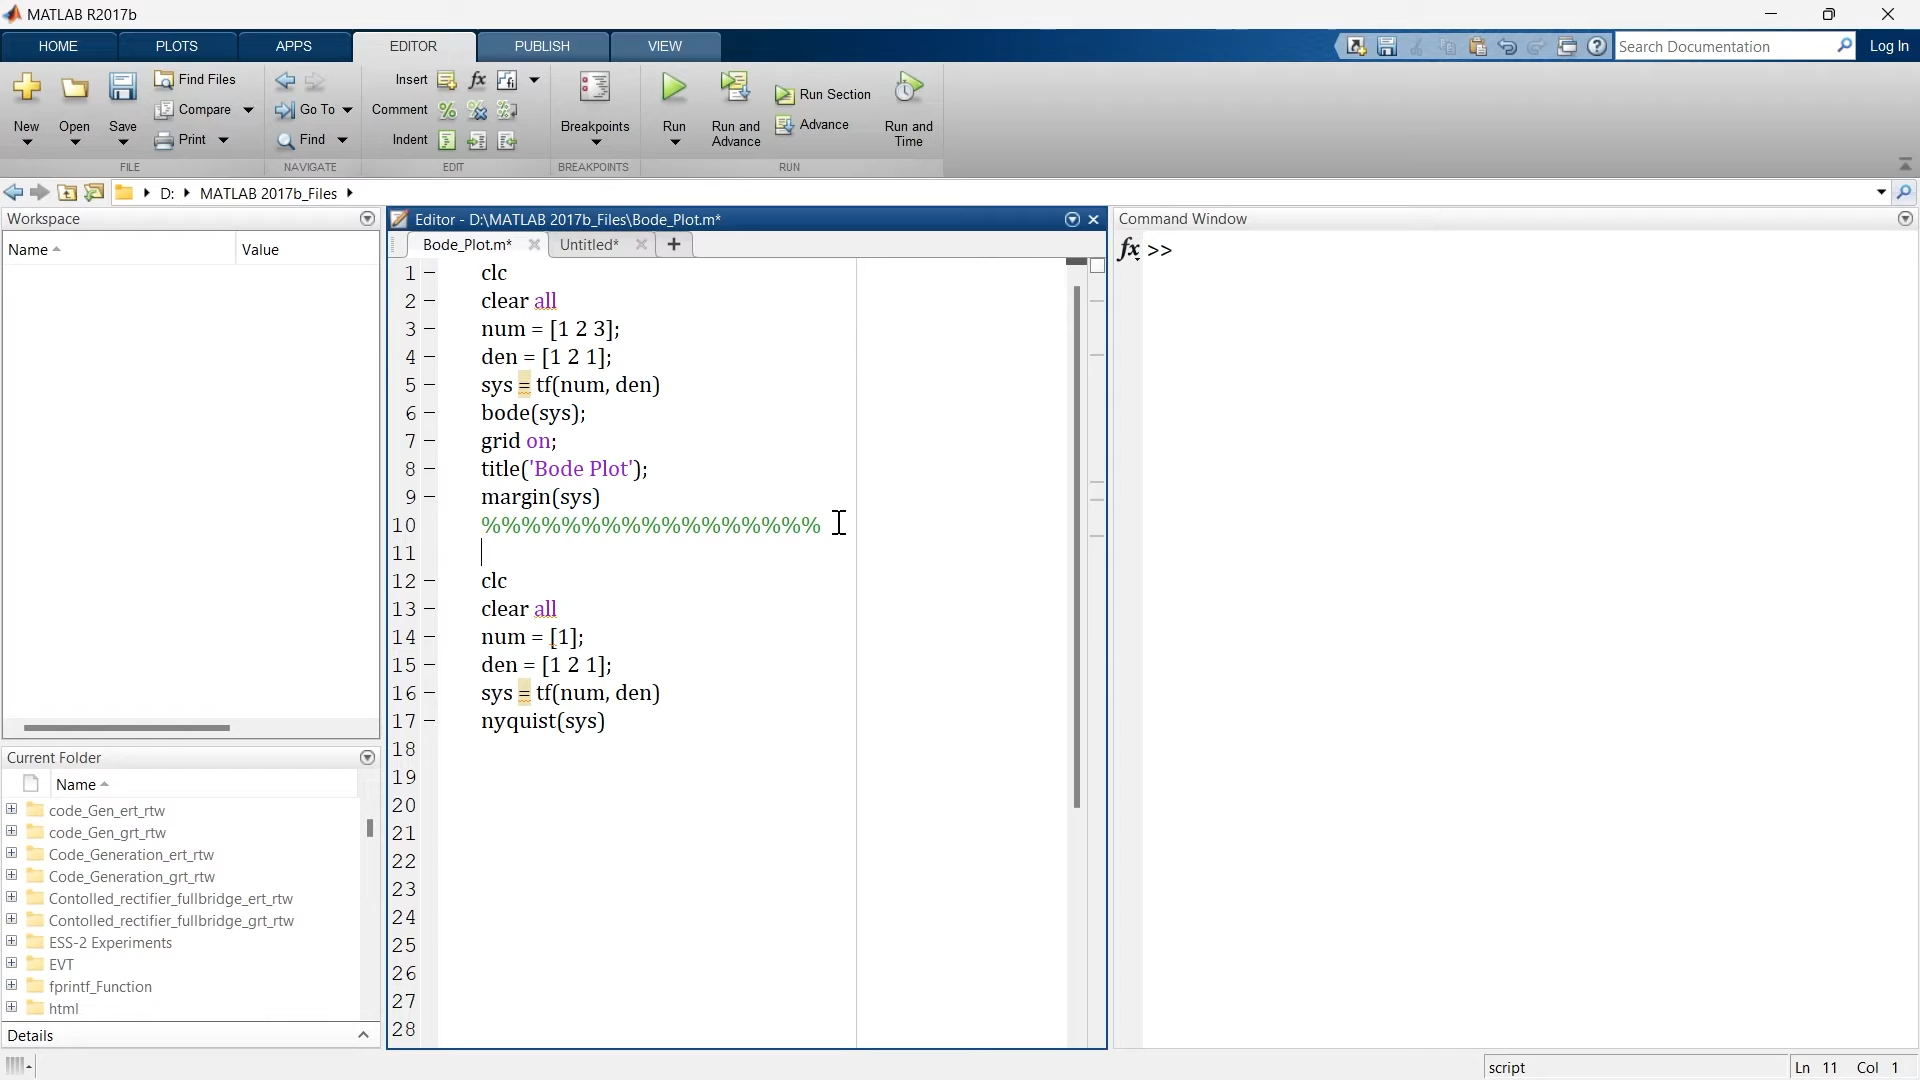 MATLAB R2017b
HOME PLOTS APPS EDITOR PUBLISH VIEW
Search Documentation
Log In
New
Open
Save
Find Files
Compare
Print
FILE
Go To
Find
NAVIGATE
Insert
Comment
Indent
EDIT
Breakpoints
BREAKPOINTS
Run
Run and
Advance
Run Section
Advance
Run and
Time
RUN
D: MATLAB 2017b_Files
Workspace
Name Value
Current Folder
Name
code_Gen_ert_rtw
code_Gen_grt_rtw
Code_Generation_ert_rtw
Code_Generation_grt_rtw
Contolled_rectifier_fullbridge_ert_rtw
Contolled_rectifier_fullbridge_grt_rtw
ESS-2 Experiments
EVT
fprintf_Function
html
Details
Editor - D:\MATLAB 2017b_Files\Bode_Plot.m*
Bode_Plot.m* Untitled* +
1 – clc
2 – clear all
3 – num = [1 2 3];
4 – den = [1 2 1];
5 – sys = tf(num, den)
6 – bode(sys);
7 – grid on;
8 – title('Bode Plot');
9 – margin(sys)
10 %%%%%%%%%%%%%%%%%
11
12 – clc
13 – clear all
14 – num = [1];
15 – den = [1 2 1];
16 – sys = tf(num, den)
17 – nyquist(sys)
18
19
20
21
22
23
24
25
26
27
28
Command Window
fx >>
script
Ln 11 Col 1